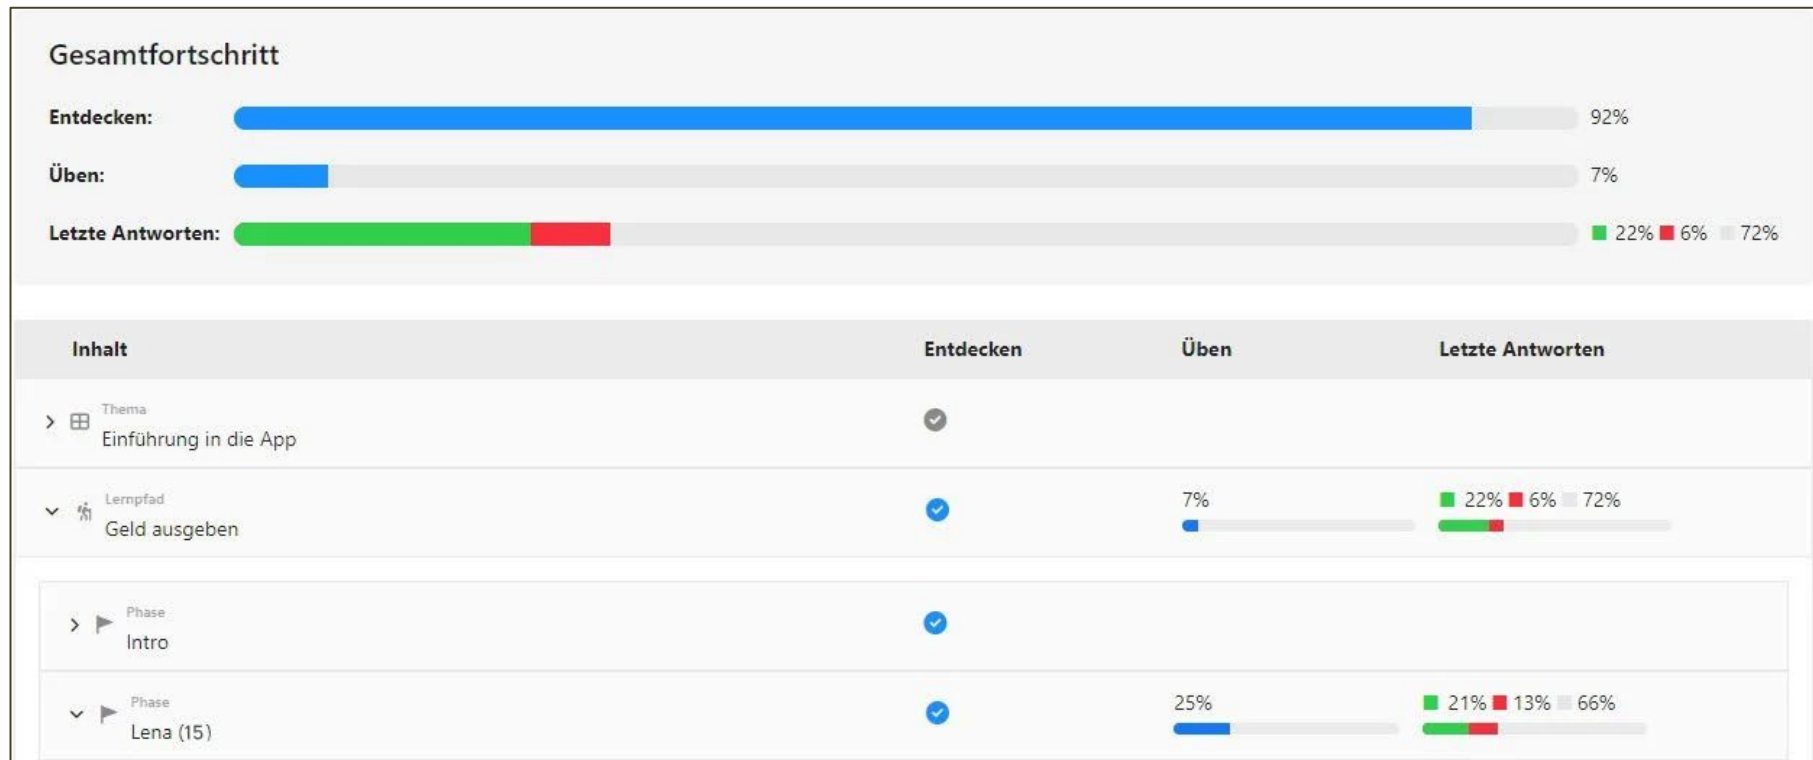 Gesamtfortschritt
Entdecken: 92%
Üben: 7%
Letzte Antworten: 22% 6% 72%
Inhalt Entdecken Üben Letzte Antworten
Thema
Einführung in die App
Lernpfad
Geld ausgeben
7% 22% 6% 72%
Phase
Intro
Phase
Lena (15)
25% 21% 13% 66%